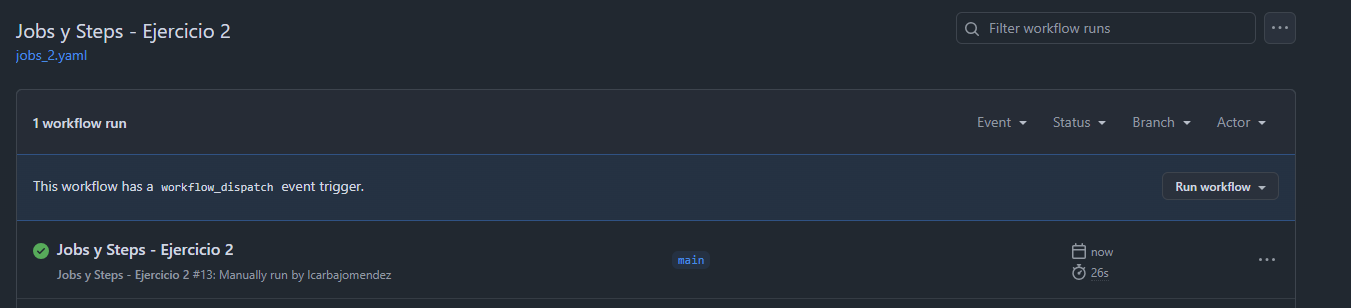 Jobs y Steps - Ejercicio 2
Filter workflow runs
jobs_2.yaml
1 workflow run
Event
Status
Branch
Actor
This workflow has a workflow_dispatch event trigger.
Run workflow
Jobs y Steps - Ejercicio 2
main
now
Jobs y Steps - Ejercicio 2 #13: Manually run by lcarbajomendez
26s